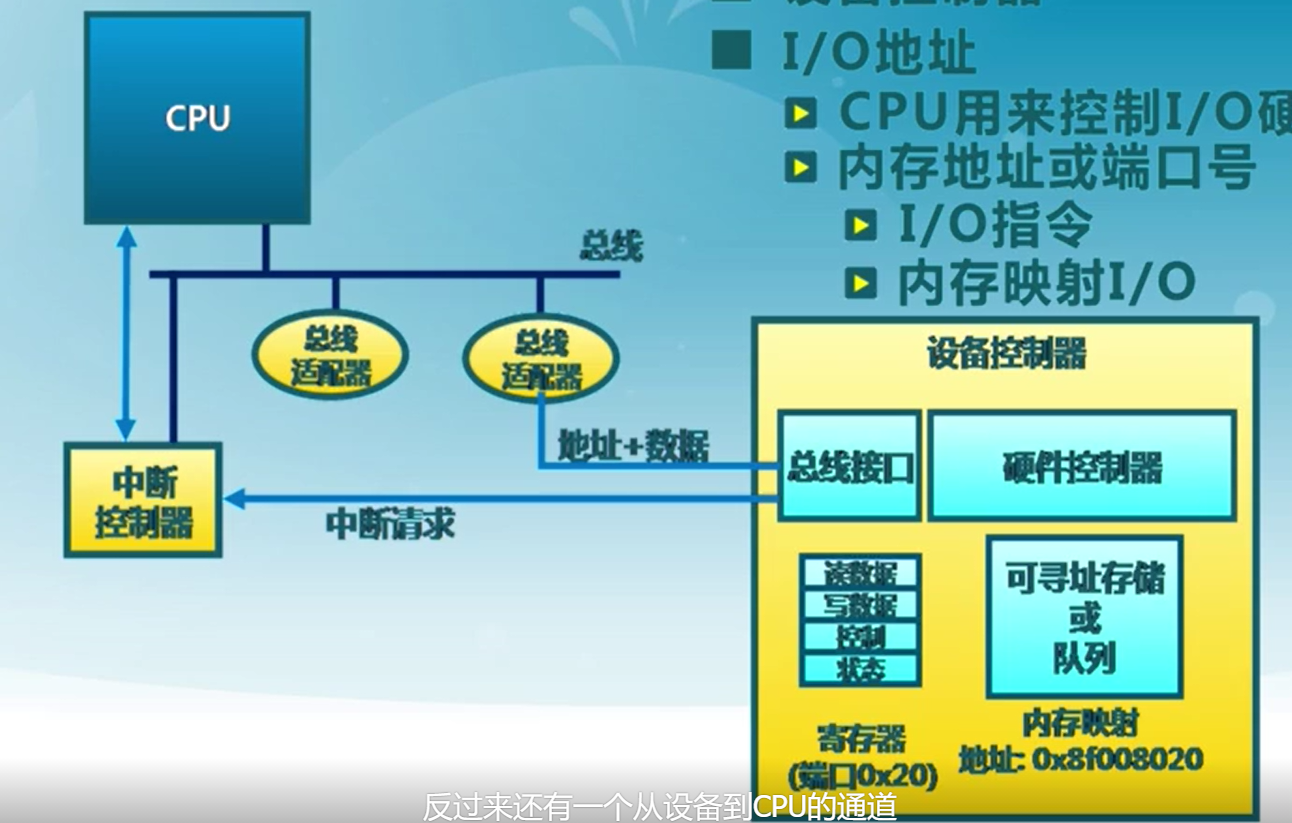 CPU
I/O地址
CPU用来控制I/O硬
内存地址或端口号
I/O指令
内存映射I/O
总线
总线
适配器
总线
适配器
设备控制器
地址+数据
总线接口
硬件控制器
中断
控制器
中断请求
读数据
写数据
控制
状态
可寻址存储
或
队列
寄存器
(端口0x20)
内存映射
地址: 0x8f008020
反过来还有一个从设备到CPU的通道